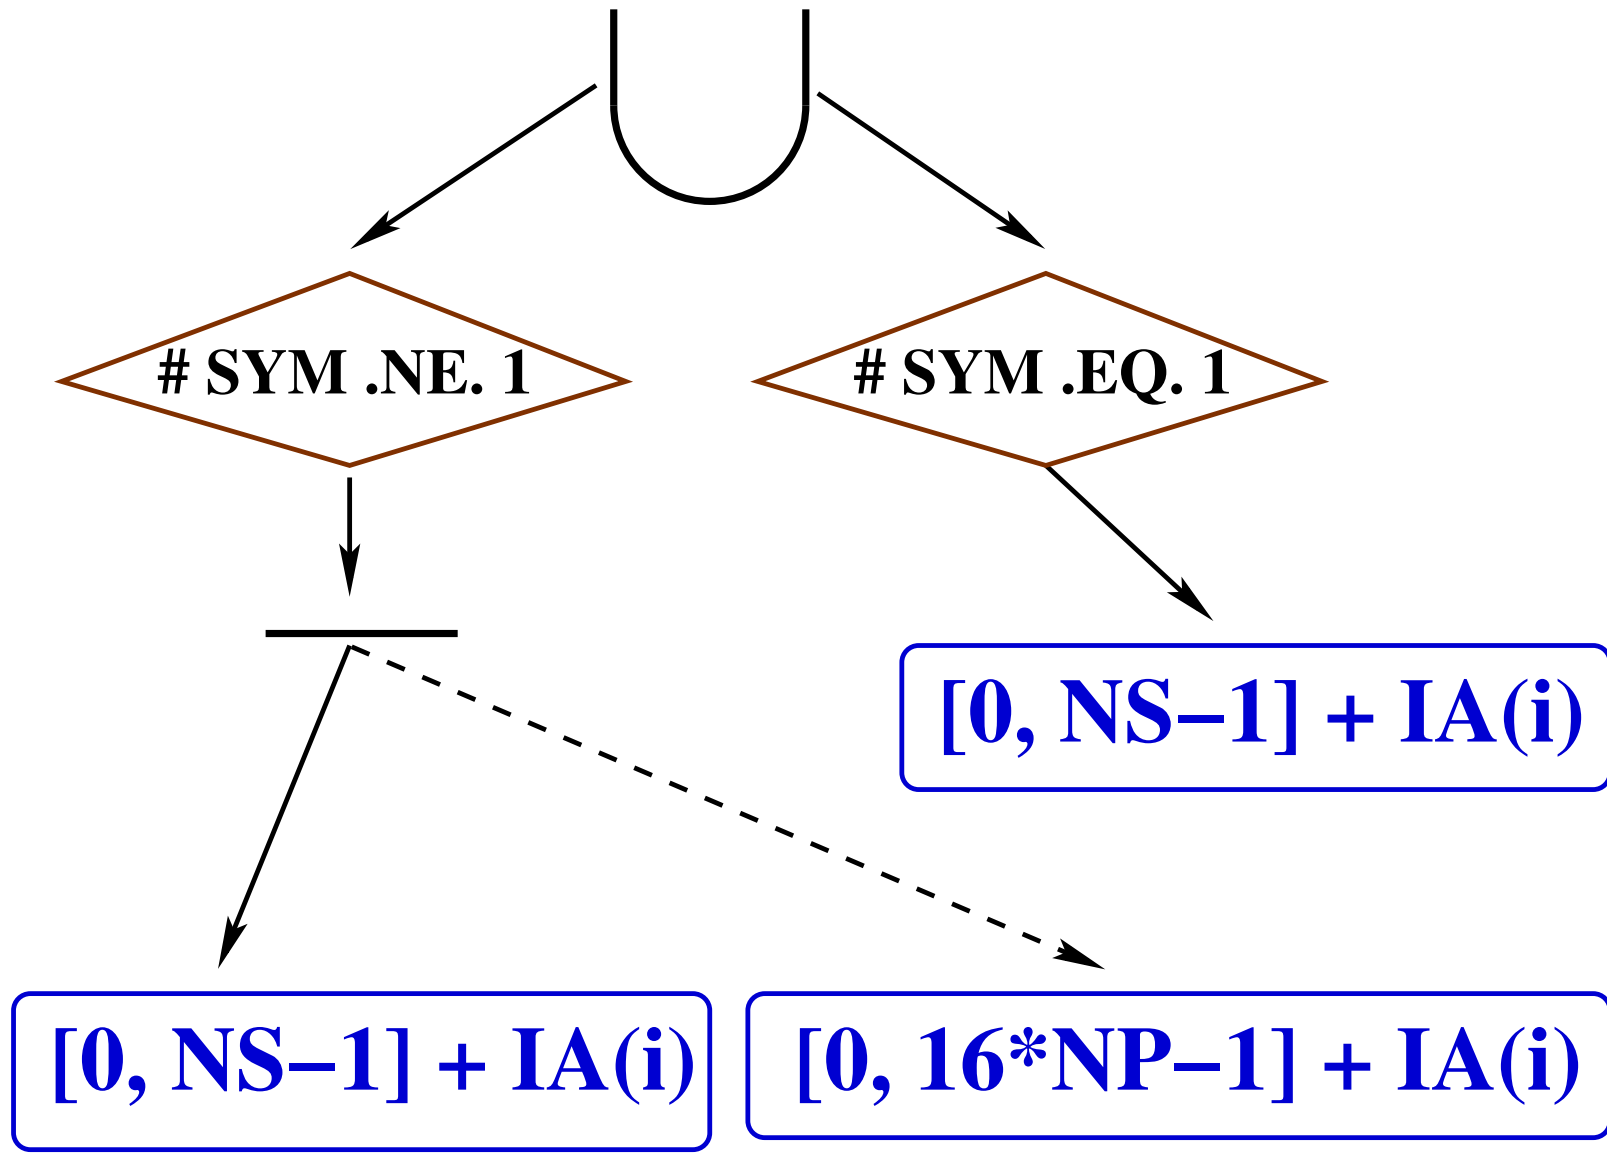 # SYM .NE. 1
# SYM .EQ. 1
[0, NS−1] + IA(i)
[0, NS−1] + IA(i)
[0, 16*NP−1] + IA(i)